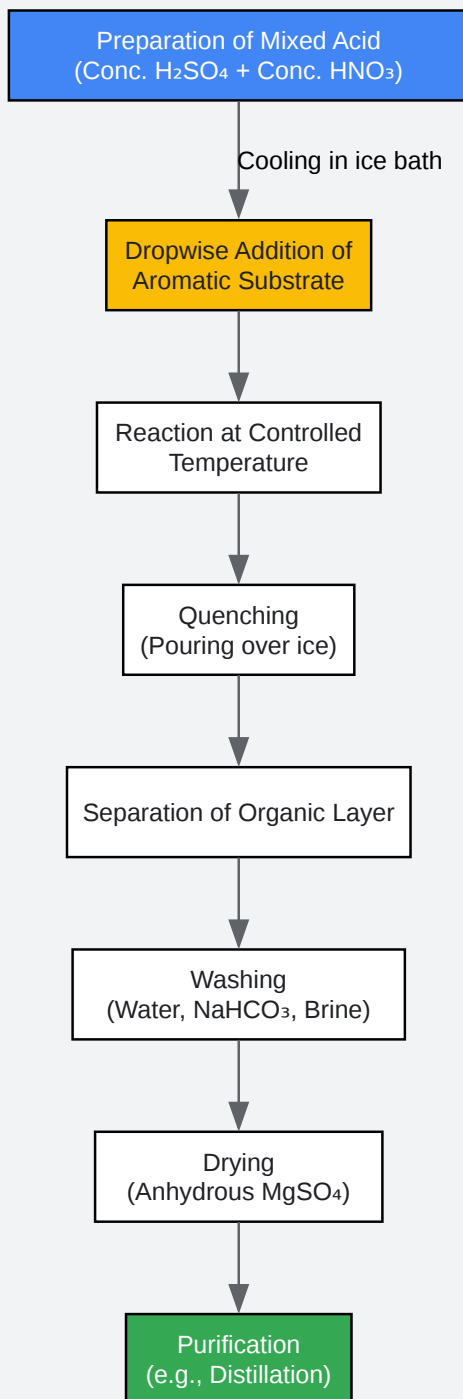 Preparation of Mixed Acid
(Conc. H₂SO₄ + Conc. HNO₃)
Cooling in ice bath
Dropwise Addition of
Aromatic Substrate
Reaction at Controlled
Temperature
Quenching
(Pouring over ice)
Separation of Organic Layer
Washing
(Water, NaHCO₃, Brine)
Drying
(Anhydrous MgSO₄)
Purification
(e.g., Distillation)